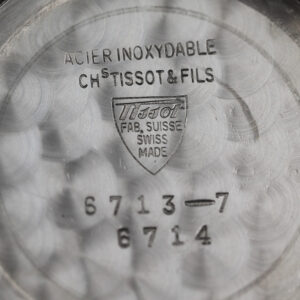 ACIER INOXYDABLE
CHS TISSOT & FILS
Tissot
FAB. SUISSE
SWISS
MADE
6713-7
6714